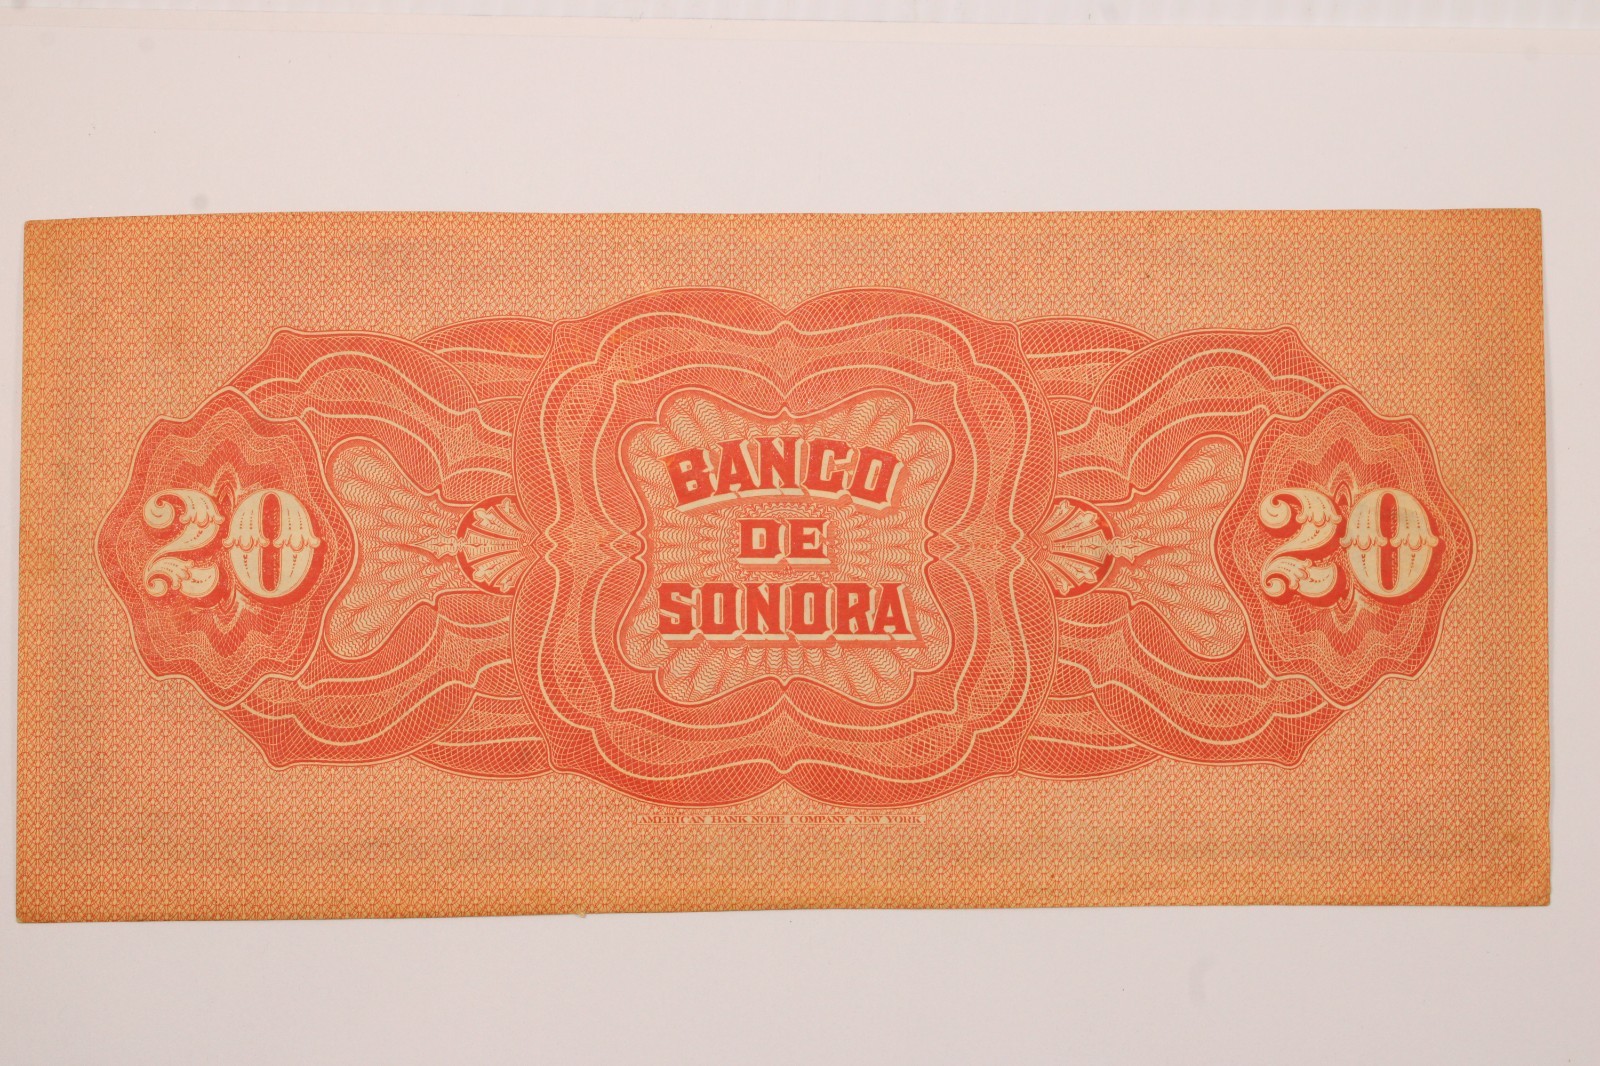 BANCO
DE
SONORA
20
20
AMERICAN BANK NOTE COMPANY, NEW YORK.